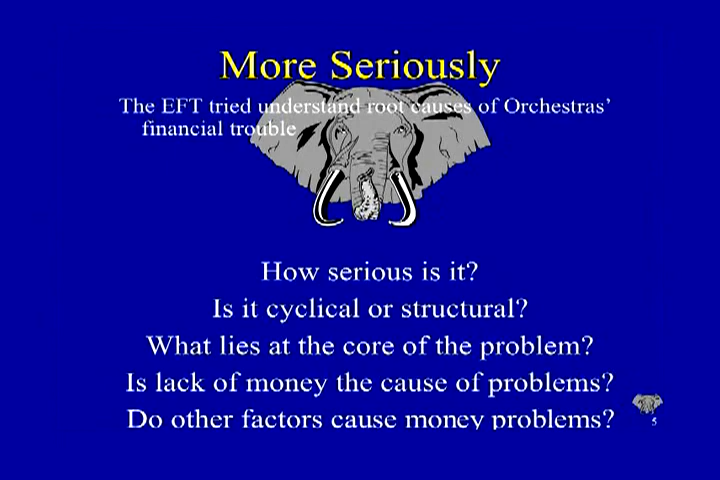 More Seriously
The EFT tried understand root causes of Orchestras'
financial trouble
How serious is it?
Is it cyclical or structural?
What lies at the core of the problem?
Is lack of money the cause of problems?
Do other factors cause money problems?
5